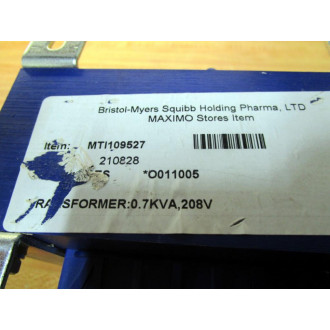 Bristol-Myers Squibb Holding Pharma, LTD
MAXIMO Stores Item
Item: MTI109527
210828
*O011005
TRANSFORMER:0.7KVA,208V